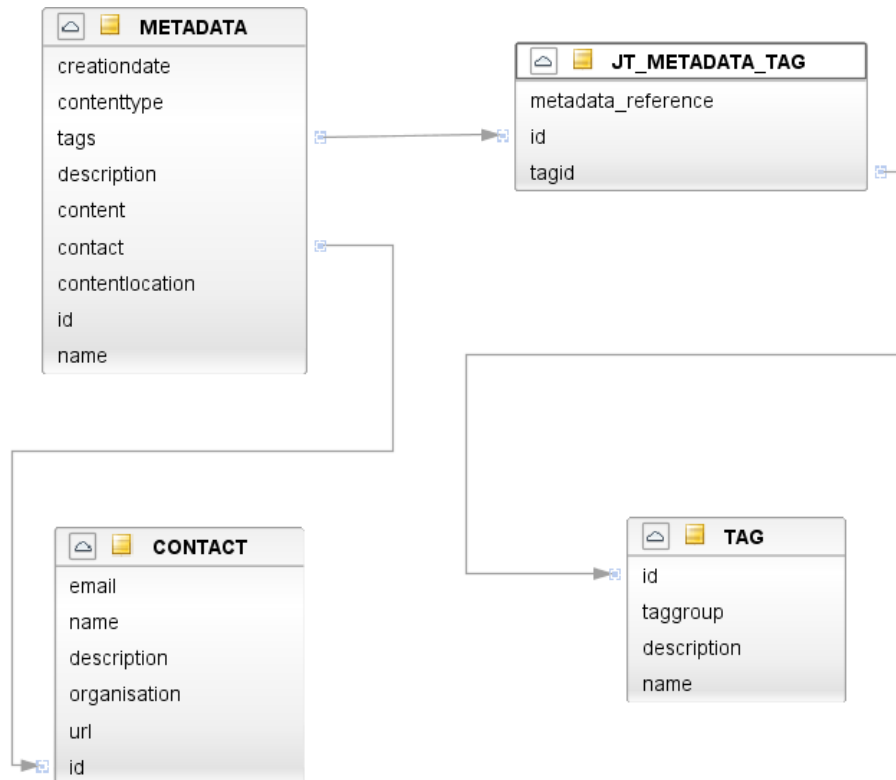 METADATA
creationdate
contenttype
tags
description
content
contact
contentlocation
id
name
JT_METADATA_TAG
metadata_reference
id
tagid
CONTACT
email
name
description
organisation
url
id
TAG
id
taggroup
description
name